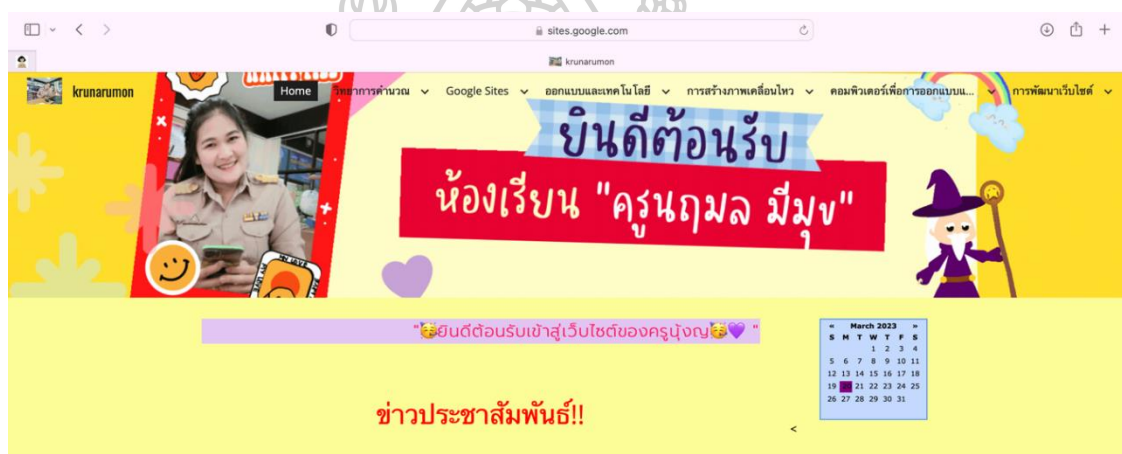 sites.google.com
krunarumon
krunarumon
Home วิทยาการคำนวณ Google Sites ออกแบบและเทคโนโลยี การสร้างภาพเคลื่อนไหว คอมพิวเตอร์เพื่อการออกแบบแ... การพัฒนาเว็บไซต์
ยินดีต้อนรับ
ห้องเรียน "ครูนฤมล มีมุข"
"🥳ยินดีต้อนรับเข้าสู่เว็บไซต์ของครูนุ้งญ🥳💜 "
« March 2023 »
S M T W T F S
1 2 3 4
5 6 7 8 9 10 11
12 13 14 15 16 17 18
19 20 21 22 23 24 25
26 27 28 29 30 31
ข่าวประชาสัมพันธ์!!
<